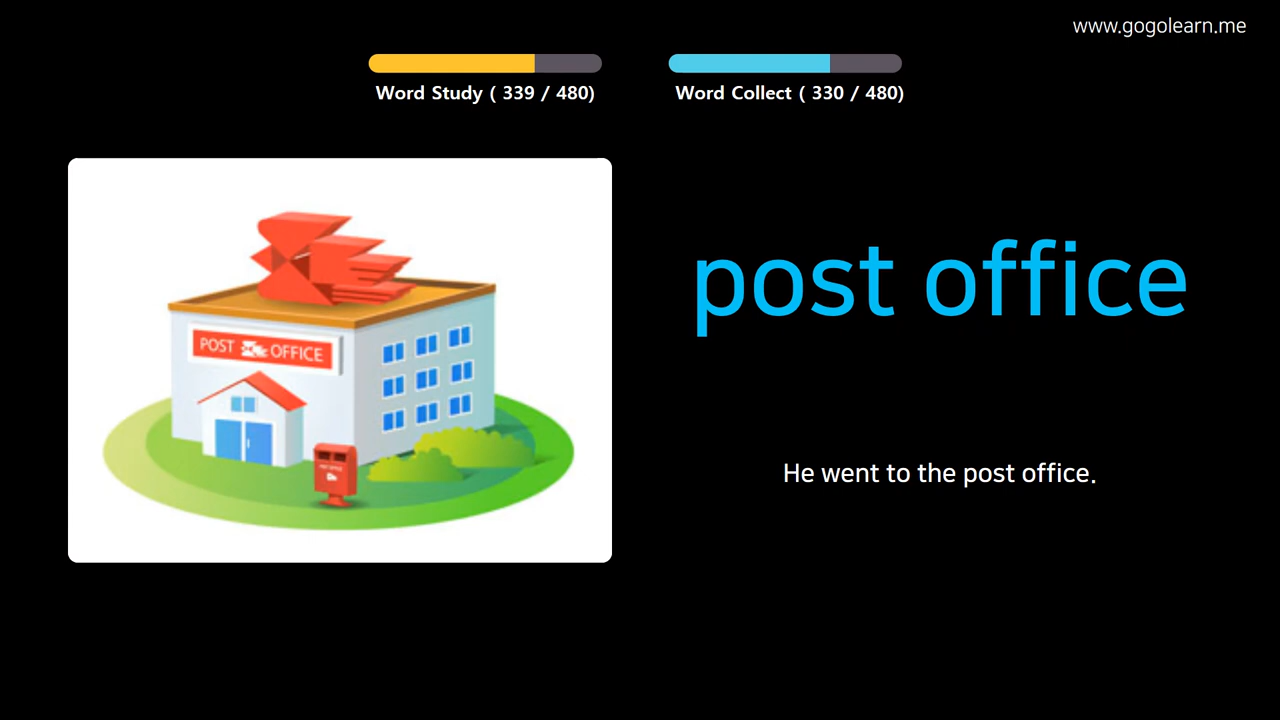 www.gogolearn.me
Word Study ( 339 / 480)
Word Collect ( 330 / 480)
POST OFFICE
post office
He went to the post office.